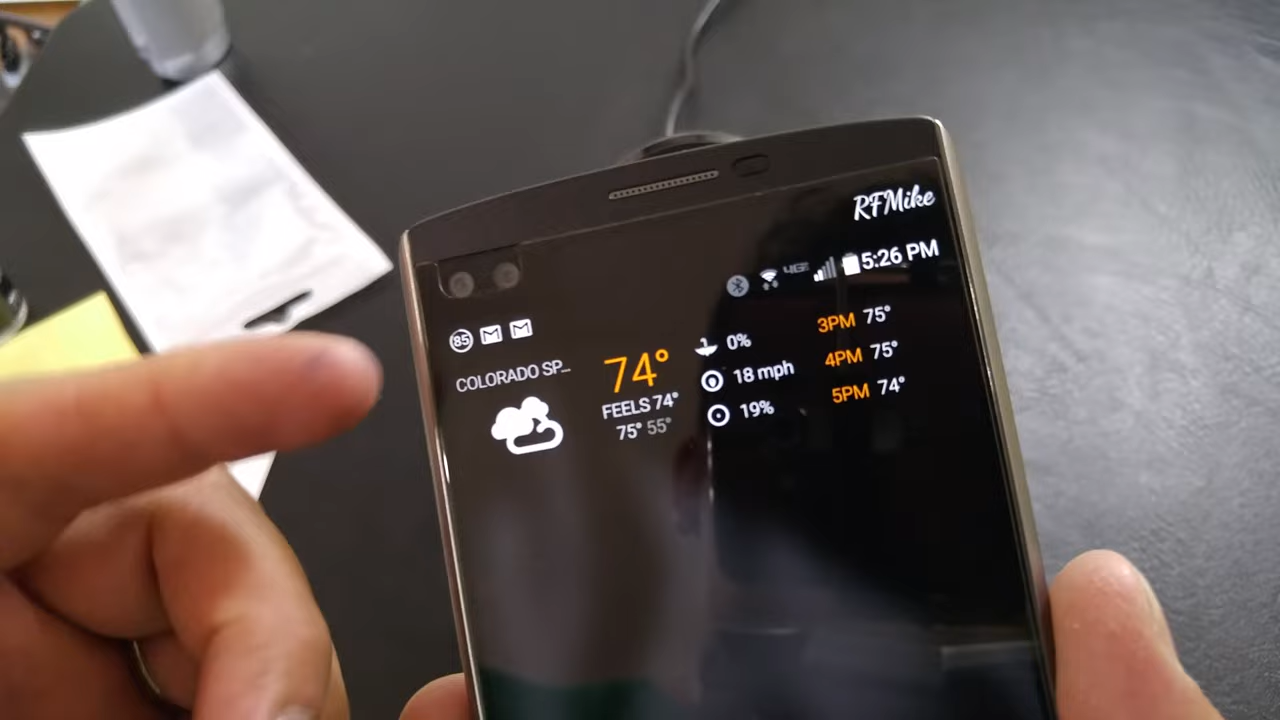 RFMike
4G 5:26 PM
85
COLORADO SP...
74°
FEELS 74°
75° 55°
0%
18 mph
19%
3PM 75°
4PM 75°
5PM 74°